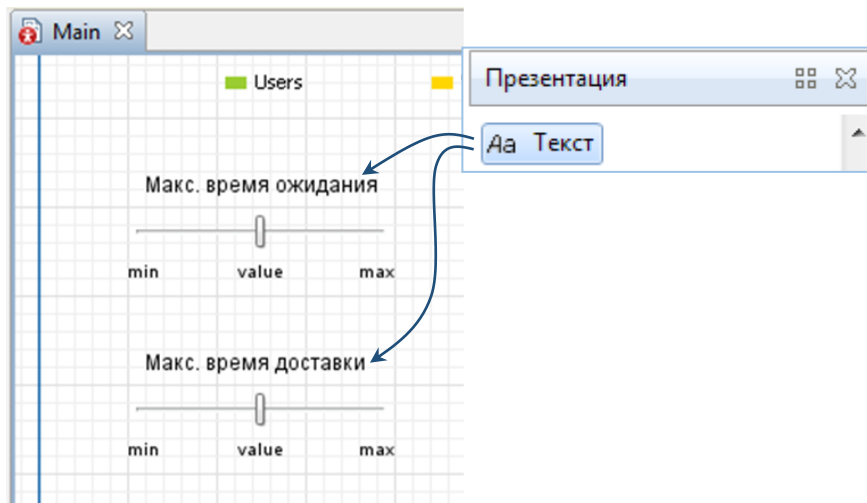 Main
Users
Презентация
Aa Текст
Макс. время ожидания
min value max
Макс. время доставки
min value max